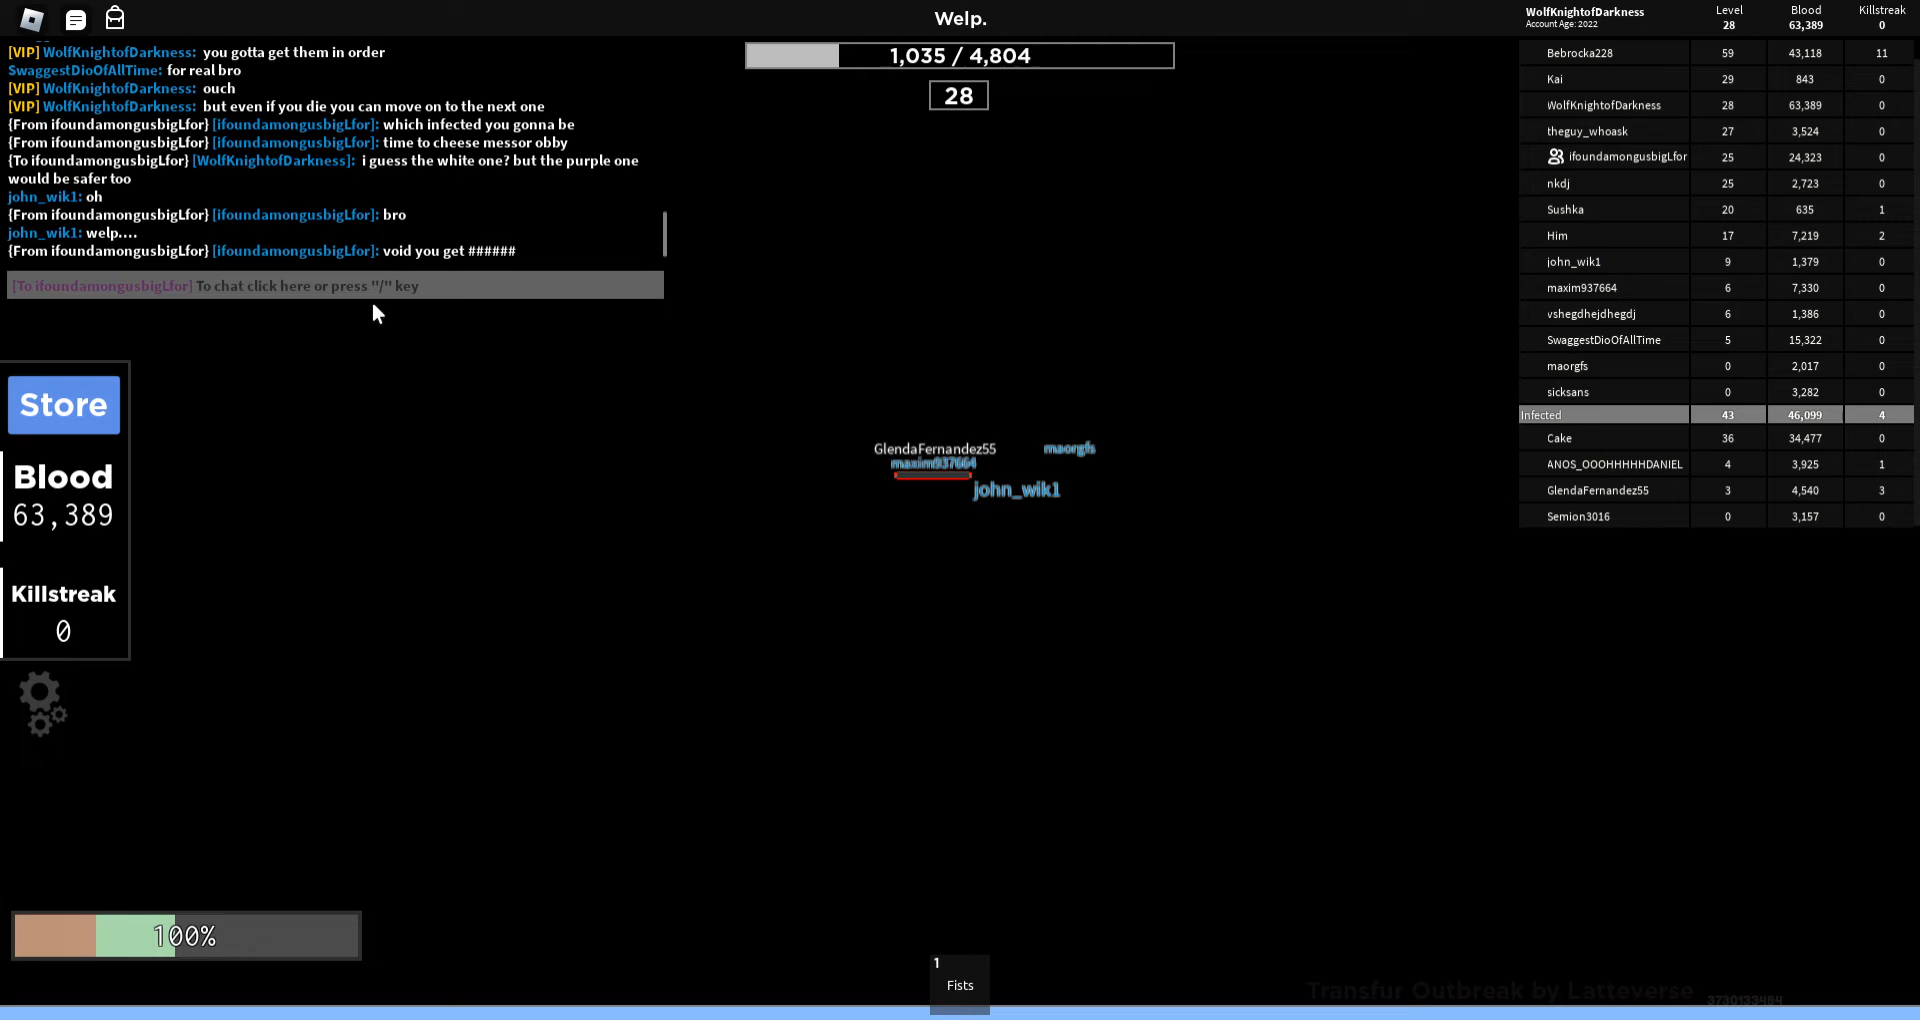 Welp.
1,035 / 4,804
28
[VIP] WolfKnightofDarkness: you gotta get them in order
SwaggestDioOfAllTime: for real bro
[VIP] WolfKnightofDarkness: ouch
[VIP] WolfKnightofDarkness: but even if you die you can move on to the next one
{From ifoundamongusbigLfor} [ifoundamongusbigLfor]: which infected you gonna be
{From ifoundamongusbigLfor} [ifoundamongusbigLfor]: time to cheese messor obby
{To ifoundamongusbigLfor} [WolfKnightofDarkness]: i guess the white one? but the purple one
would be safer too
john_wik1: oh
{From ifoundamongusbigLfor} [ifoundamongusbigLfor]: bro
john_wik1: welp....
{From ifoundamongusbigLfor} [ifoundamongusbigLfor]: void you get ######
[To ifoundamongusbigLfor] To chat click here or press "/" key
Store
Blood
63,389
Killstreak
0
100%
GlendaFernandez55
maorgfs
maxim937664
john_wik1
1
Fists
WolfKnightofDarkness Level Blood Killstreak
Account Age: 2022 28 63,389 0
Bebrocka228 59 43,118 11
Kai 29 843 0
WolfKnightofDarkness 28 63,389 0
theguy_whoask 27 3,524 0
ifoundamongusbigLfor 25 24,323 0
nkdj 25 2,723 0
Sushka 20 635 1
Him 17 7,219 2
john_wik1 9 1,379 0
maxim937664 6 7,330 0
vshegdhejdhegdj 6 1,386 0
SwaggestDioOfAllTime 5 15,322 0
maorgfs 0 2,017 0
sicksans 0 3,282 0
Infected 43 46,099 4
Cake 36 34,477 0
ANOS_OOOHHHHHDANIEL 4 3,925 1
GlendaFernandez55 3 4,540 3
Semion3016 0 3,157 0
Transfur Outbreak by Latteverse
3730133484